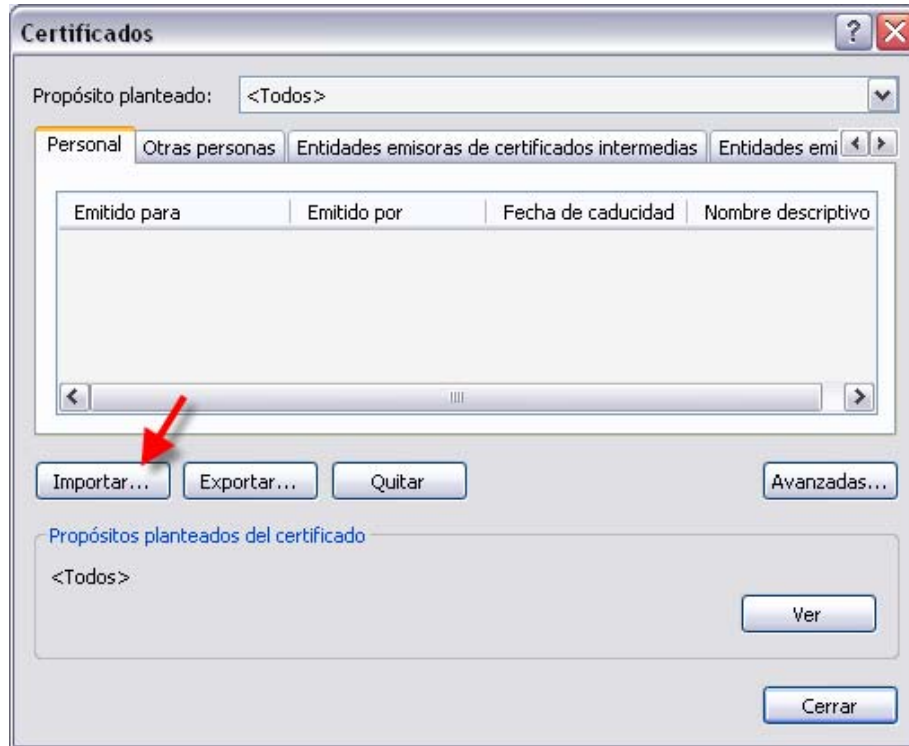 Certificados
Propósito planteado: <Todos>
Personal Otras personas Entidades emisoras de certificados intermedias Entidades emi
Emitido para Emitido por Fecha de caducidad Nombre descriptivo
Importar... Exportar... Quitar Avanzadas...
Propósitos planteados del certificado
<Todos>
Ver
Cerrar